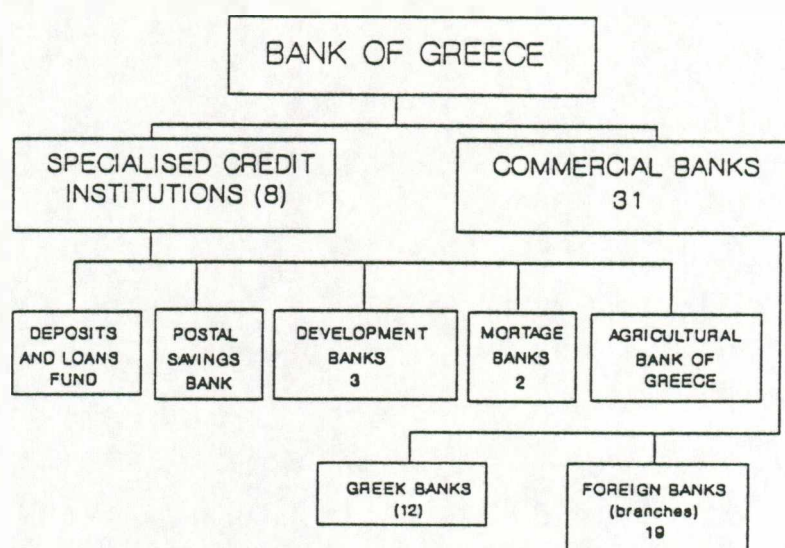 BANK OF GREECE
SPECIALISED CREDIT
INSTITUTIONS (8)
COMMERCIAL BANKS
31
DEPOSITS
AND LOANS
FUND
POSTAL
SAVINGS
BANK
DEVELOPMENT
BANKS
3
MORTAGE
BANKS
2
AGRICULTURAL
BANK OF
GREECE
GREEK BANKS
(12)
FOREIGN BANKS
(branches)
19